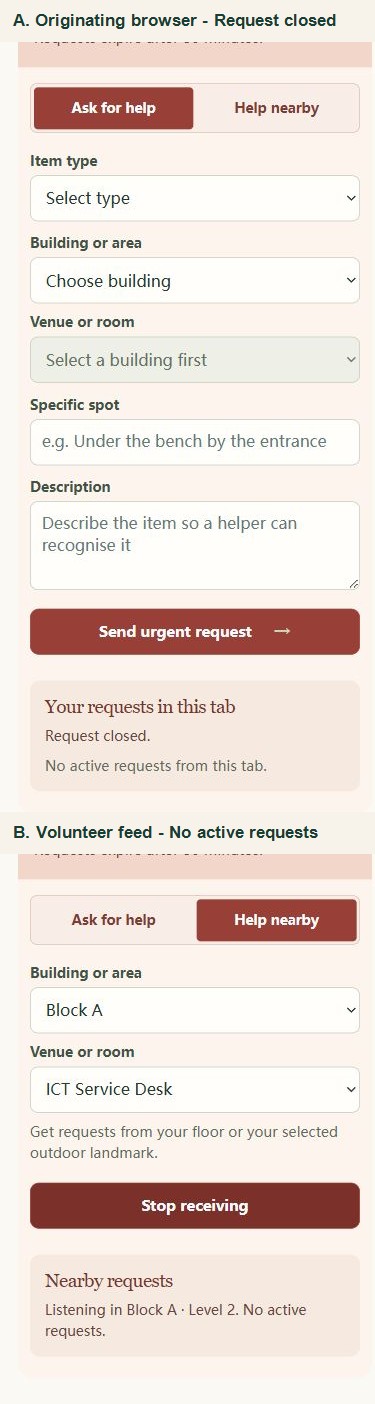 A. Originating browser - Request closed
Ask for help
Help nearby
Item type
Select type
Building or area
Choose building
Venue or room
Select a building first
Specific spot
e.g. Under the bench by the entrance
Description
Describe the item so a helper can
recognise it
Send urgent request →
Your requests in this tab
Request closed.
No active requests from this tab.
B. Volunteer feed - No active requests
Ask for help
Help nearby
Building or area
Block A
Venue or room
ICT Service Desk
Get requests from your floor or your selected
outdoor landmark.
Stop receiving
Nearby requests
Listening in Block A · Level 2. No active
requests.